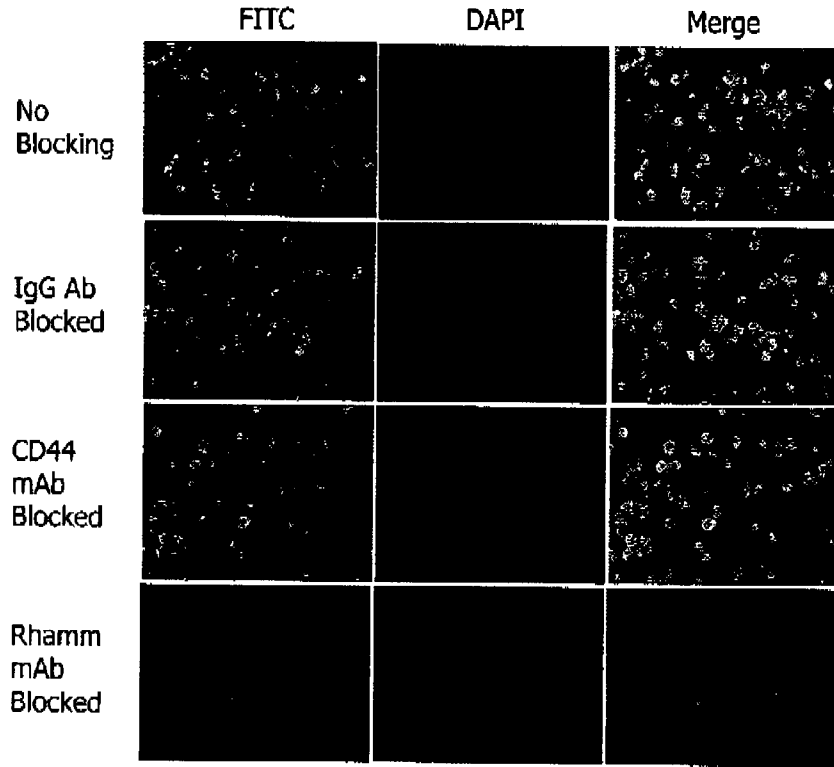 FITC DAPI Merge
No
Blocking
IgG Ab
Blocked
CD44
mAb
Blocked
Rhamm
mAb
Blocked